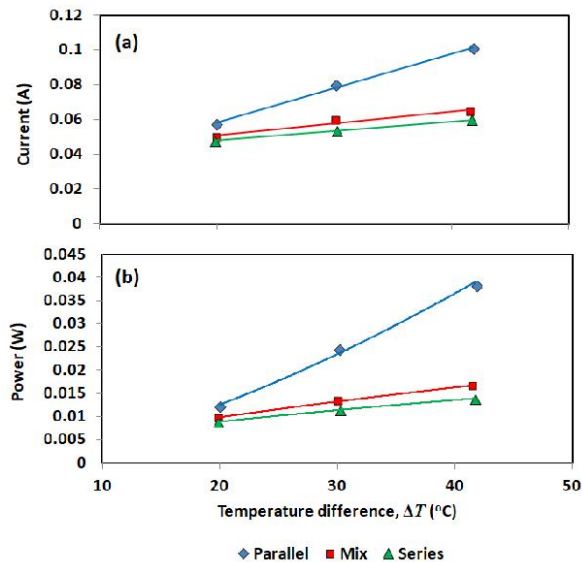 (a)
Current (A)
0.12
0.1
0.08
0.06
0.04
0.02
0
(b)
Power (W)
0.045
0.04
0.035
0.03
0.025
0.02
0.015
0.01
0.005
0
10 20 30 40 50
Temperature difference, ΔT (°C)
Parallel Mix Series